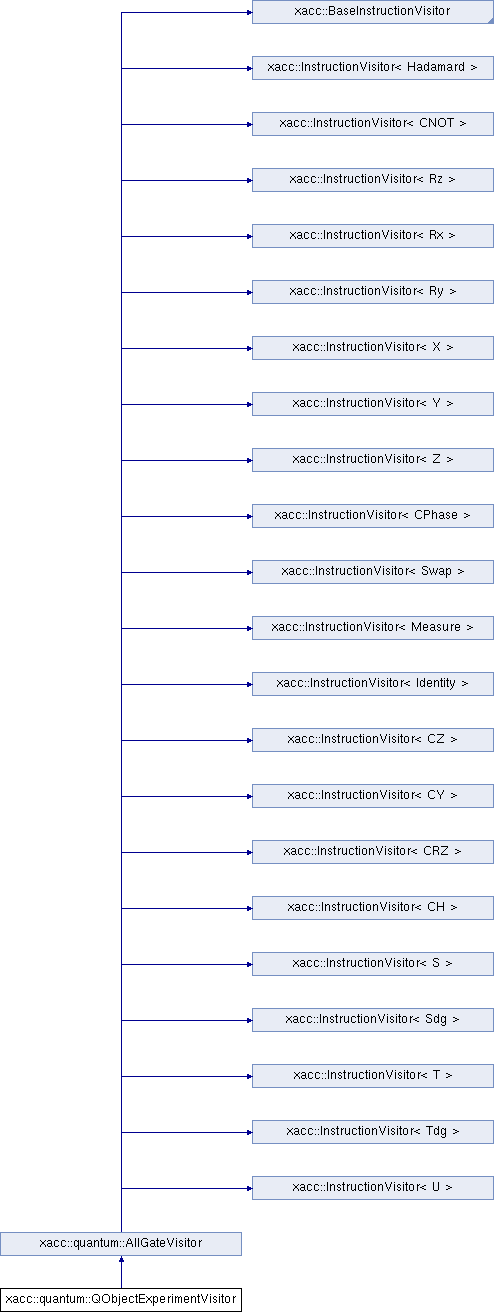 xacc::BaseInstructionVisitor
xacc::InstructionVisitor< Hadamard >
xacc::InstructionVisitor< CNOT >
xacc::InstructionVisitor< Rz >
xacc::InstructionVisitor< Rx >
xacc::InstructionVisitor< Ry >
xacc::InstructionVisitor< X >
xacc::InstructionVisitor< Y >
xacc::InstructionVisitor< Z >
xacc::InstructionVisitor< CPhase >
xacc::InstructionVisitor< Swap >
xacc::InstructionVisitor< Measure >
xacc::InstructionVisitor< Identity >
xacc::InstructionVisitor< CZ >
xacc::InstructionVisitor< CY >
xacc::InstructionVisitor< CRZ >
xacc::InstructionVisitor< CH >
xacc::InstructionVisitor< S >
xacc::InstructionVisitor< Sdg >
xacc::InstructionVisitor< T >
xacc::InstructionVisitor< Tdg >
xacc::InstructionVisitor< U >
xacc::quantum::AllGateVisitor
xacc::quantum::QObjectExperimentVisitor